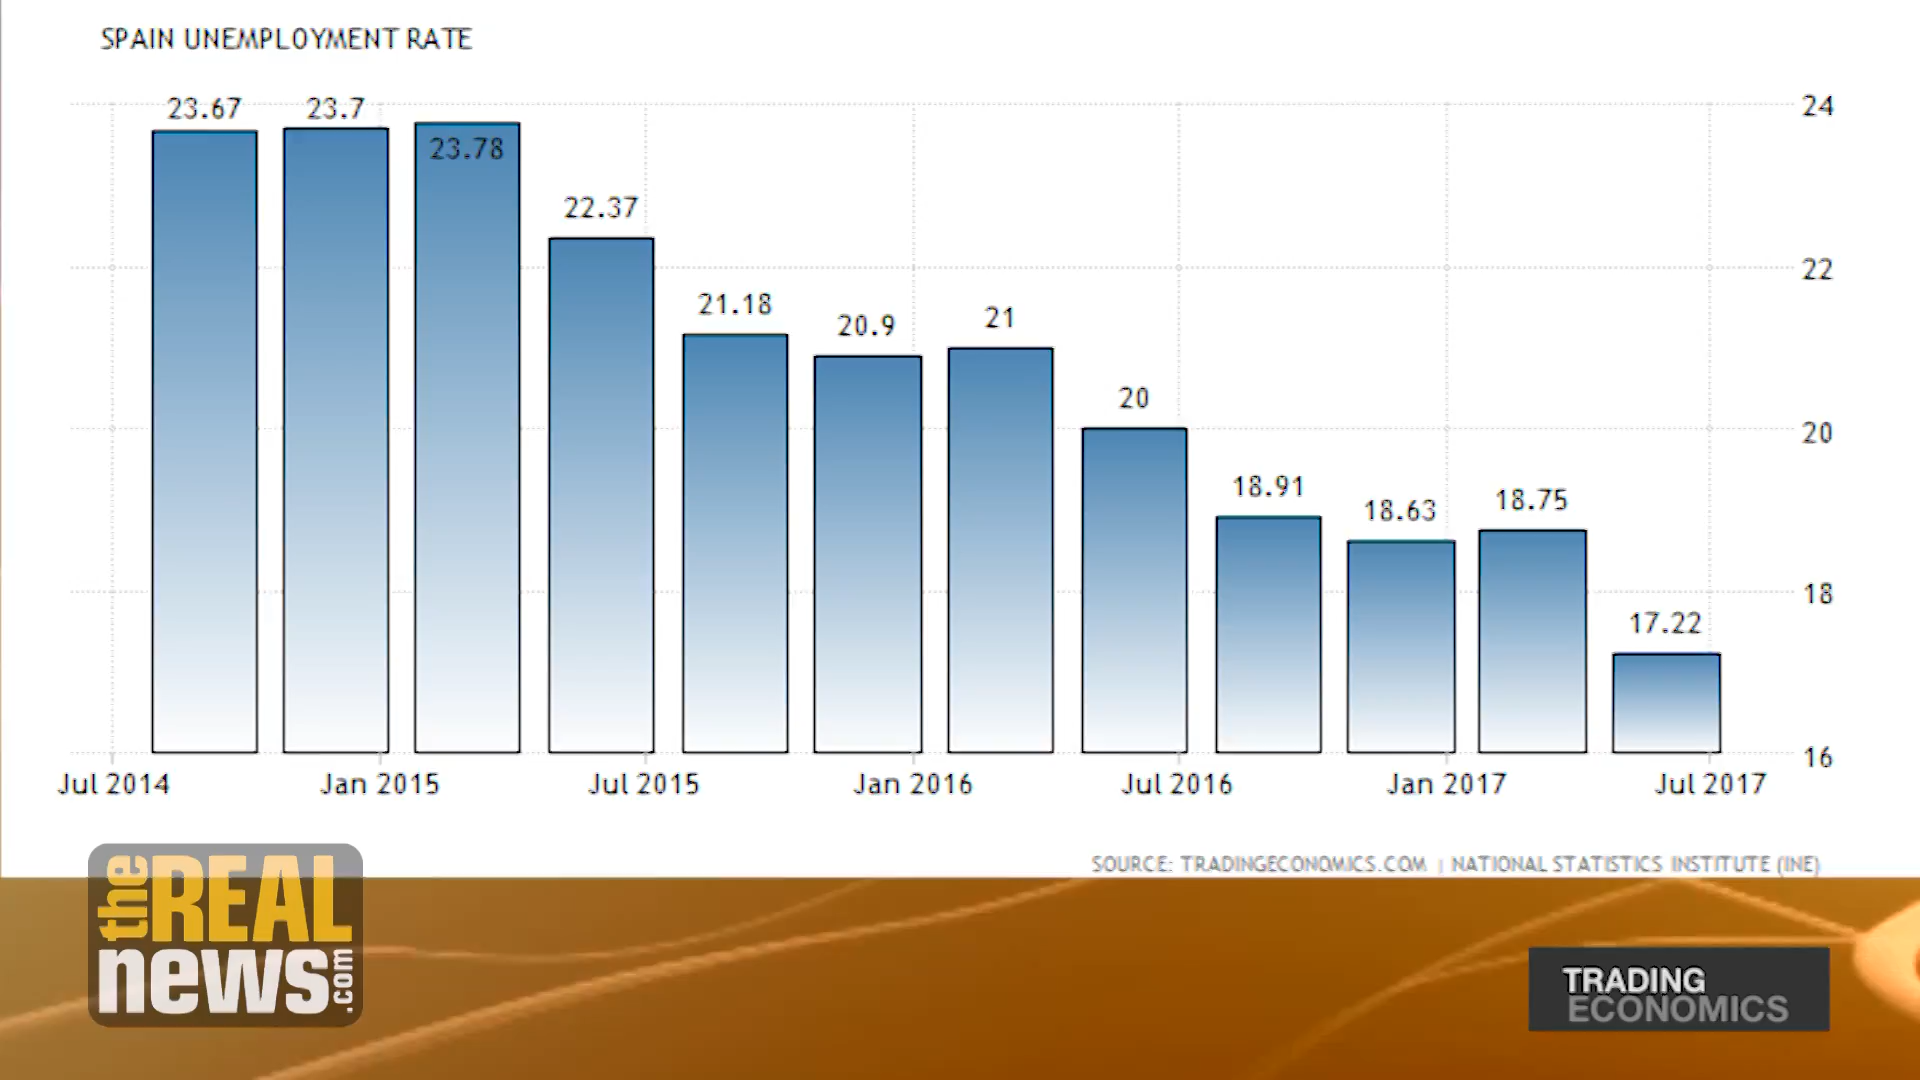 SPAIN UNEMPLOYMENT RATE
23.67
23.7
23.78
22.37
21.18
20.9
21
20
18.91
18.63
18.75
17.22
24
22
20
18
16
Jul 2014
Jan 2015
Jul 2015
Jan 2016
Jul 2016
Jan 2017
Jul 2017
SOURCE: TRADINGECONOMICS.COM | NATIONAL STATISTICS INSTITUTE (INE)
the REAL
news.com
TRADING
ECONOMICS